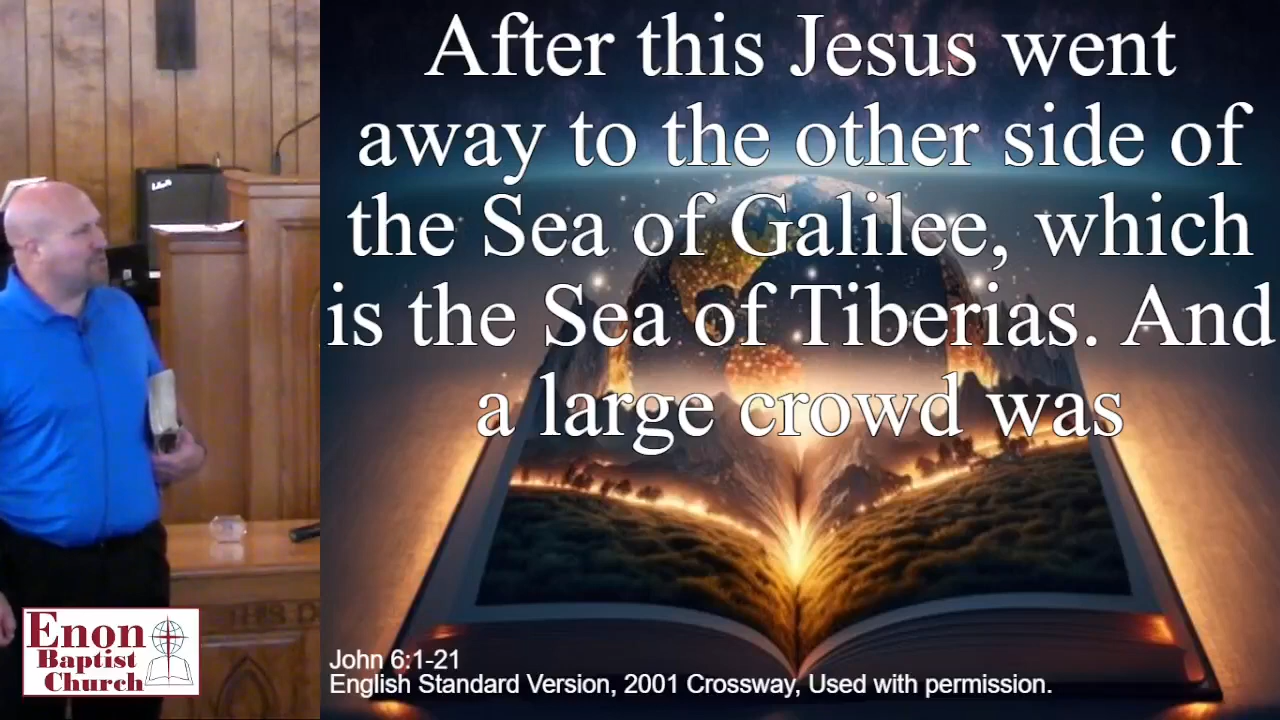 After this Jesus went
away to the other side of
the Sea of Galilee, which
is the Sea of Tiberias. And
a large crowd was
John 6:1-21
English Standard Version, 2001 Crossway, Used with permission.
Enon
Baptist
Church